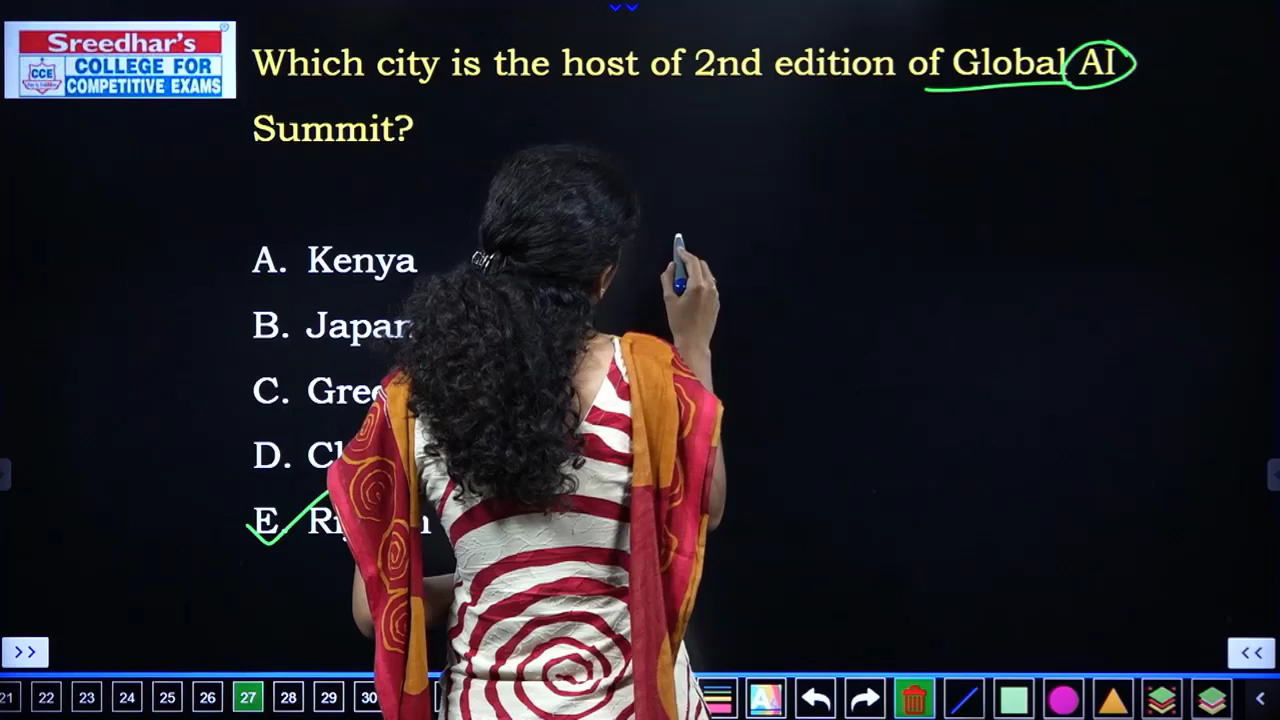 Sreedhar's
CCE
COLLEGE FOR
COMPETITIVE EXAMS
Which city is the host of 2nd edition of Global AI
Summit?
A. Kenya
B. Japan
C.
D.
E.
>>
<<
21 22 23 24 25 26 27 28 29 30